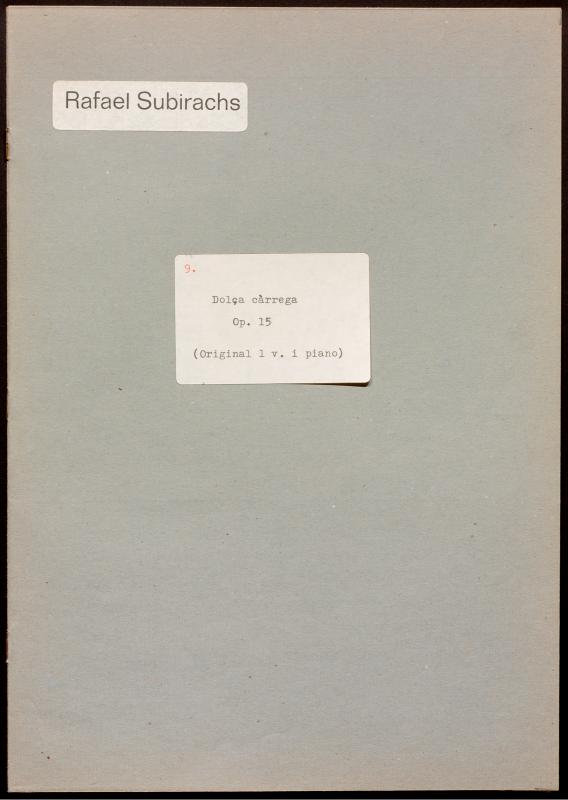 Rafael Subirachs
9.
Dolça càrrega
Op. 15
(Original 1 v. i piano)